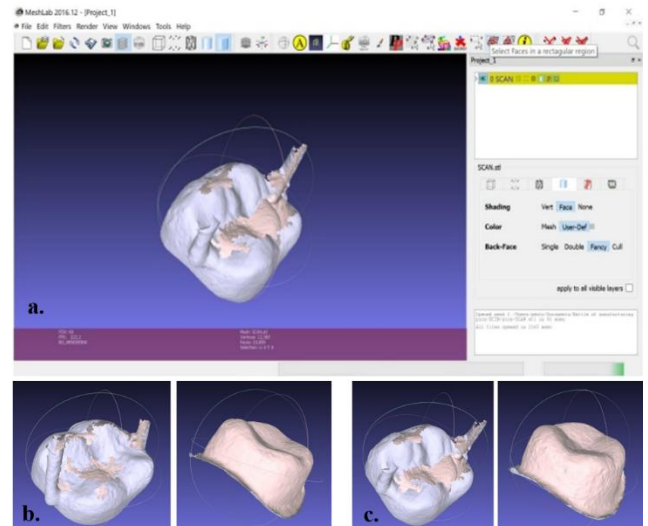 MeshLab 2016.12 - [Project_1]
File Edit Filters Render View Windows Tools Help
Select Faces in a rectagular region
Project_1
0 SCAN
SCAN.stl
Shading Vert Face None
Color Mesh User-Def
Back-Face Single Double Fancy Cull
apply to all visible layers
a.
b.
c.